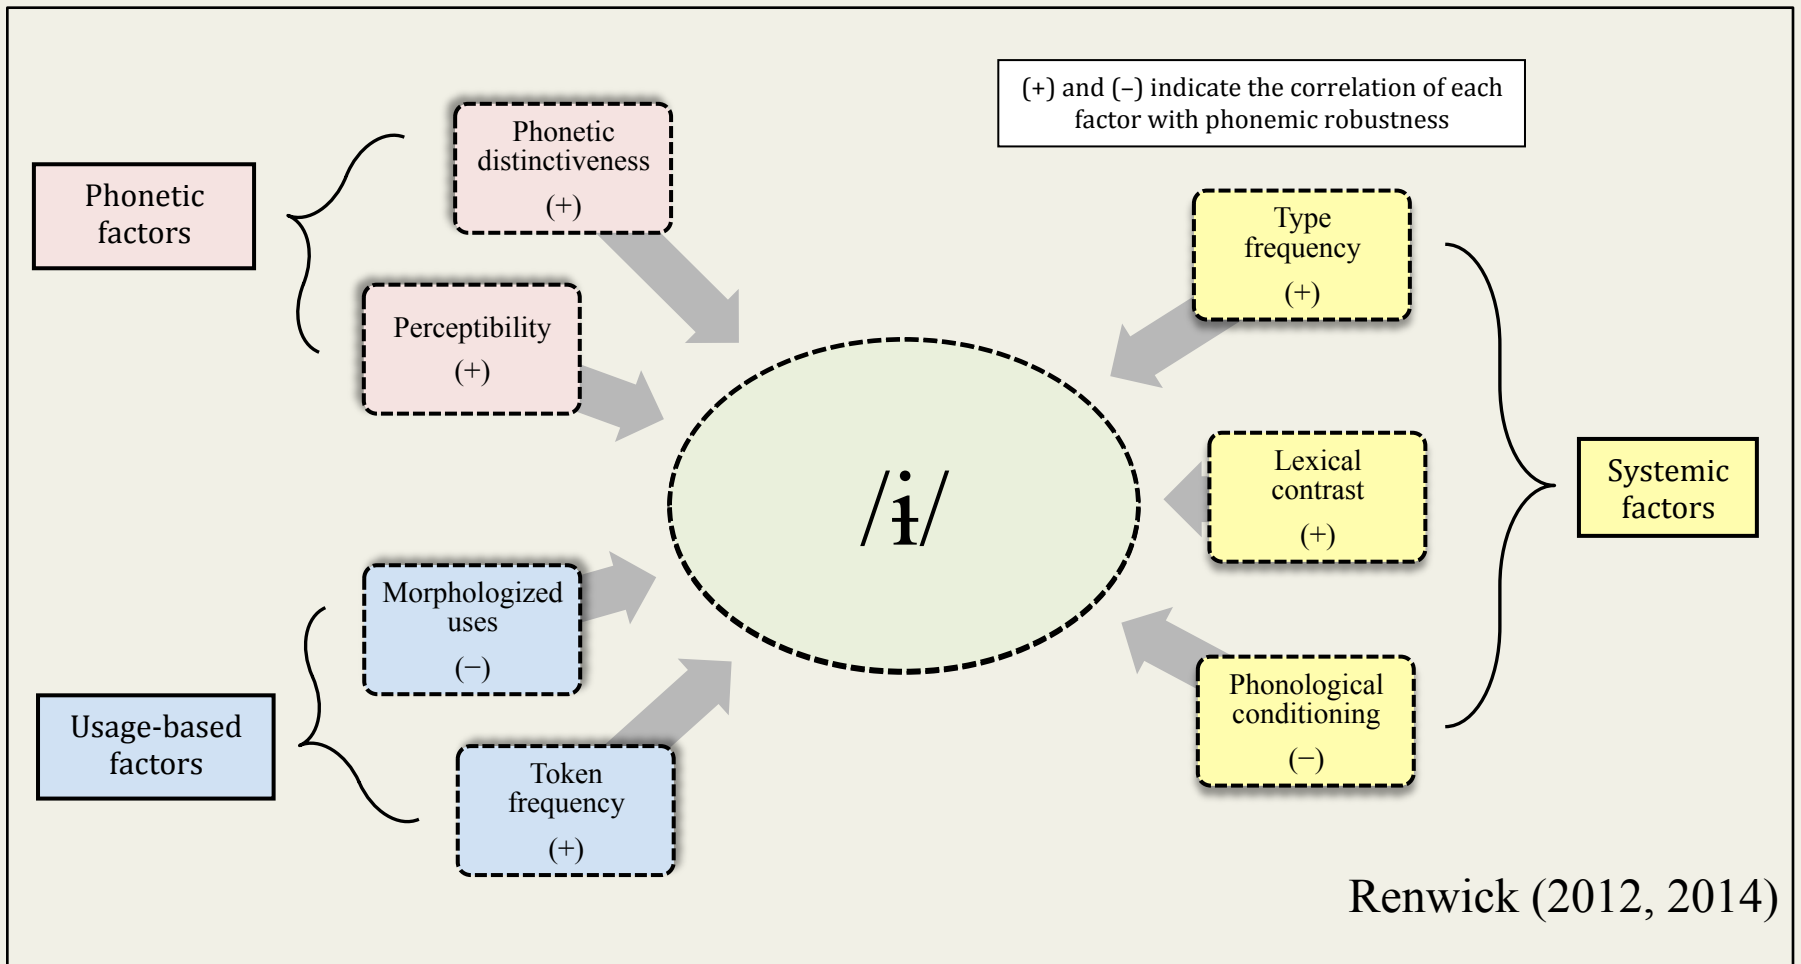 (+) and (–) indicate the correlation of each
factor with phonemic robustness
Phonetic
factors
Phonetic
distinctiveness
(+)
Perceptibility
(+)
Usage-based
factors
Morphologized
uses
(−)
Token
frequency
(+)
/ɨ/
Type
frequency
(+)
Lexical
contrast
(+)
Phonological
conditioning
(−)
Systemic
factors
Renwick (2012, 2014)